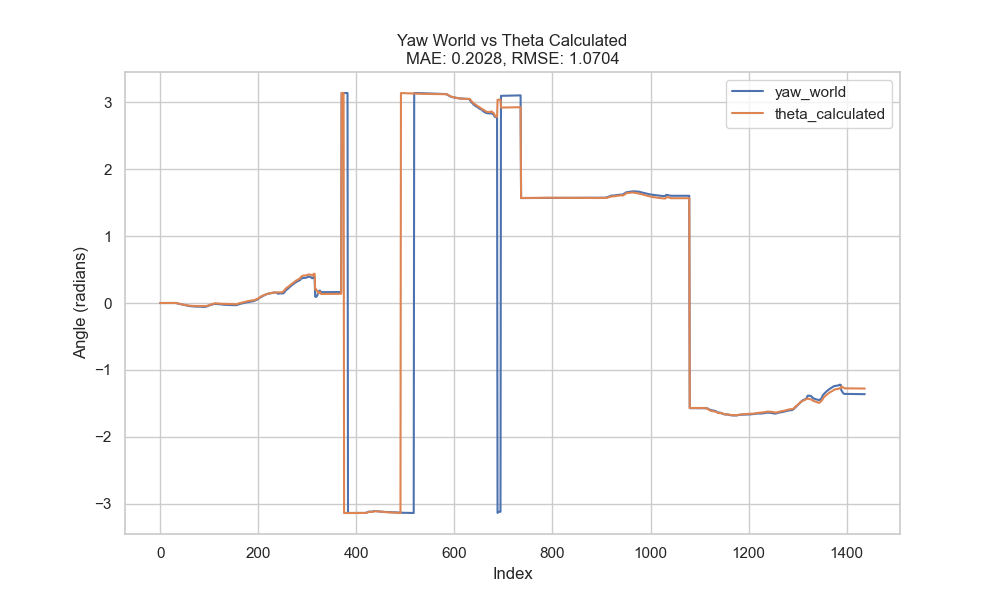 Yaw World vs Theta Calculated
MAE: 0.2028, RMSE: 1.0704
yaw_world
theta_calculated
Angle (radians)
3
2
1
0
−1
−2
−3
0 200 400 600 800 1000 1200 1400
Index